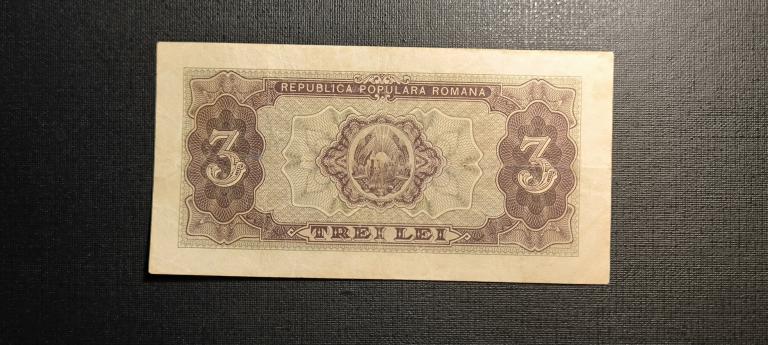 REPUBLICA POPULARA ROMANA
3 3
TREI LEI